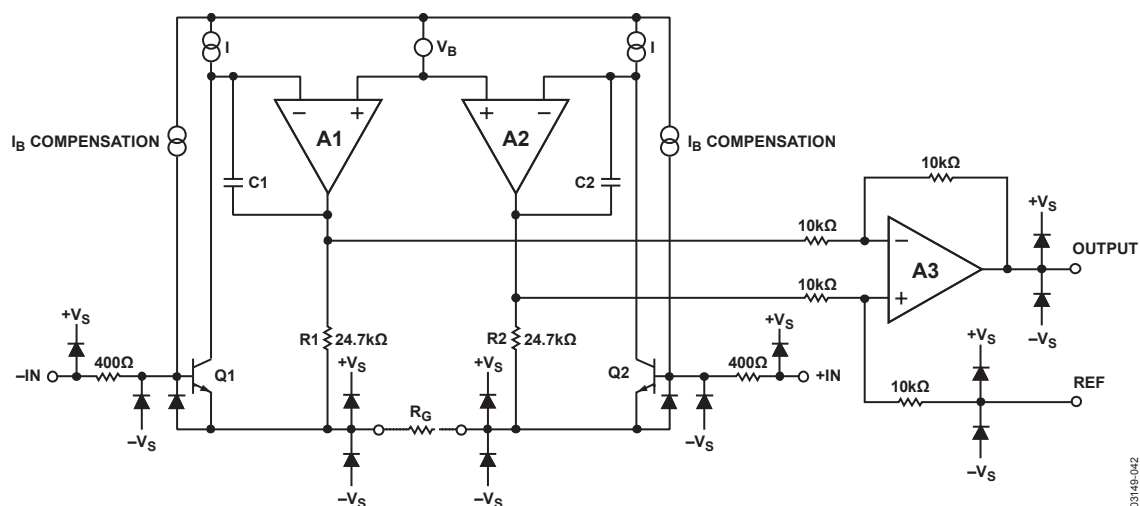 I
V_B
I
− + + −
A1 A2
I_B COMPENSATION
I_B COMPENSATION
C1
C2
10kΩ
+V_S
10kΩ
−
OUTPUT
A3
10kΩ
+
−V_S
+V_S
400Ω
−IN
Q1
−V_S
R1 24.7kΩ
R2 24.7kΩ
+V_S
+V_S
R_G
−V_S
−V_S
+V_S
Q2
400Ω
+IN
−V_S
10kΩ
+V_S
REF
−V_S
03149-042